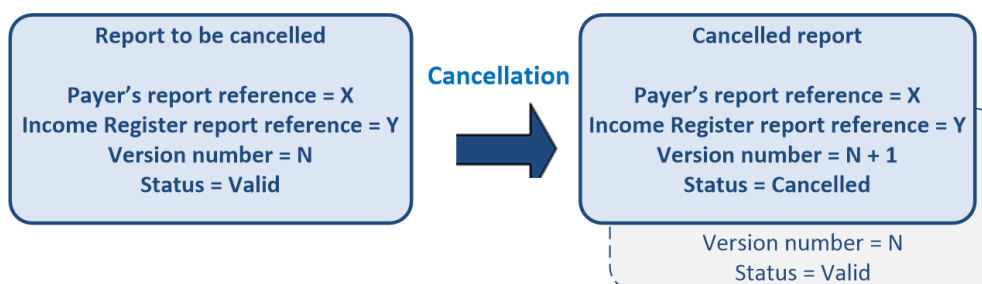 Report to be cancelled
Payer's report reference = X
Income Register report reference = Y
Version number = N
Status = Valid
Cancellation
Cancelled report
Payer's report reference = X
Income Register report reference = Y
Version number = N + 1
Status = Cancelled
Version number = N
Status = Valid